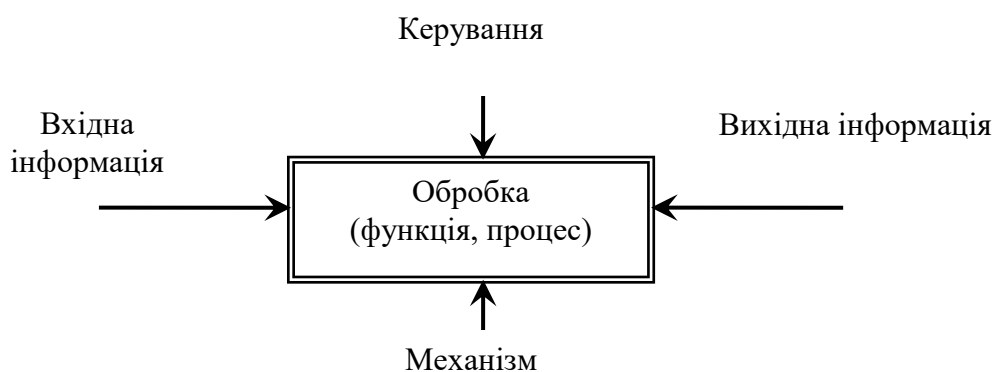 Керування
Вхідна
інформація
Вихідна інформація
Обробка
(функція, процес)
Механізм